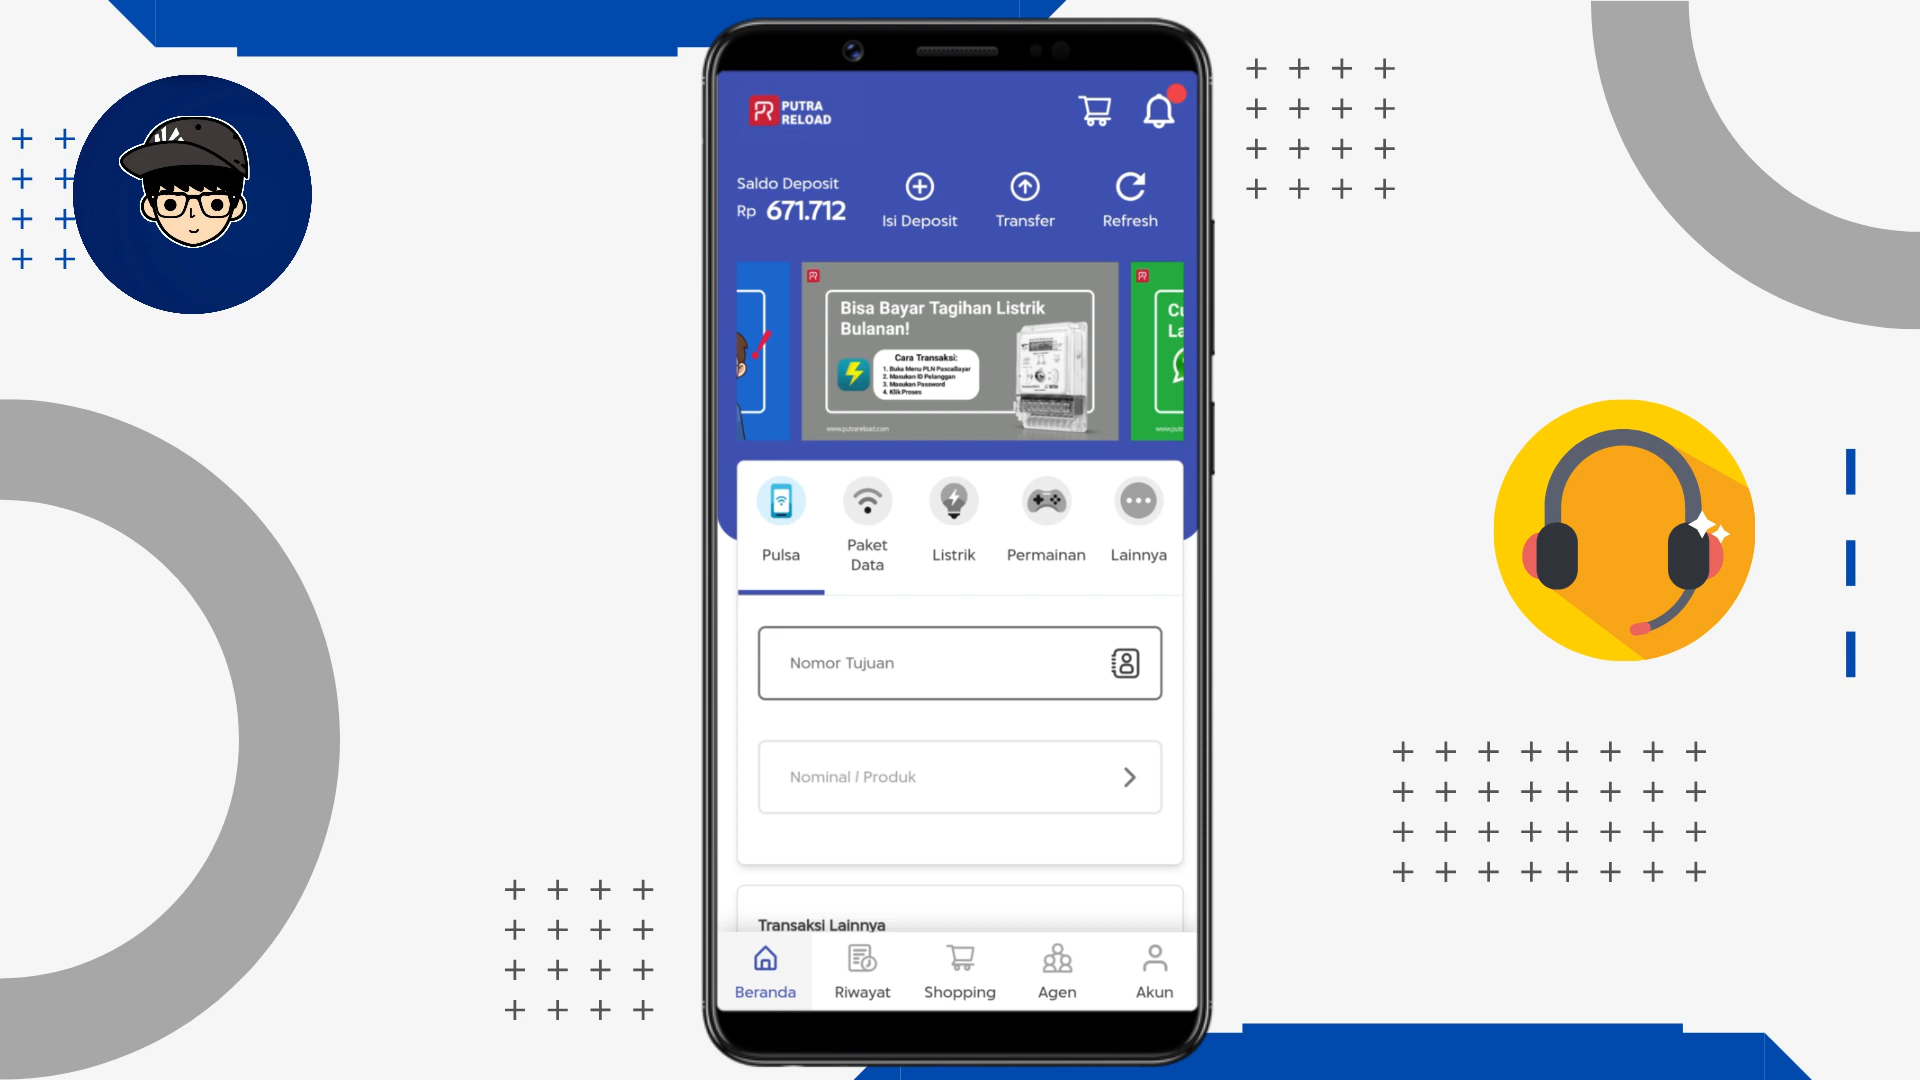 PUTRA
RELOAD
Saldo Deposit
Rp 671.712
Isi Deposit
Transfer
Refresh
Bisa Bayar Tagihan Listrik
Bulanan!
Cara Transaksi:
1. Buka Menu PLN PascaBayar
2. Masukan ID Pelanggan
3. Masukan Password
4. Klik Proses
www.putrareload.com
Pulsa
Paket
Data
Listrik
Permainan
Lainnya
Nomor Tujuan
Nominal / Produk
Transaksi Lainnya
Beranda
Riwayat
Shopping
Agen
Akun